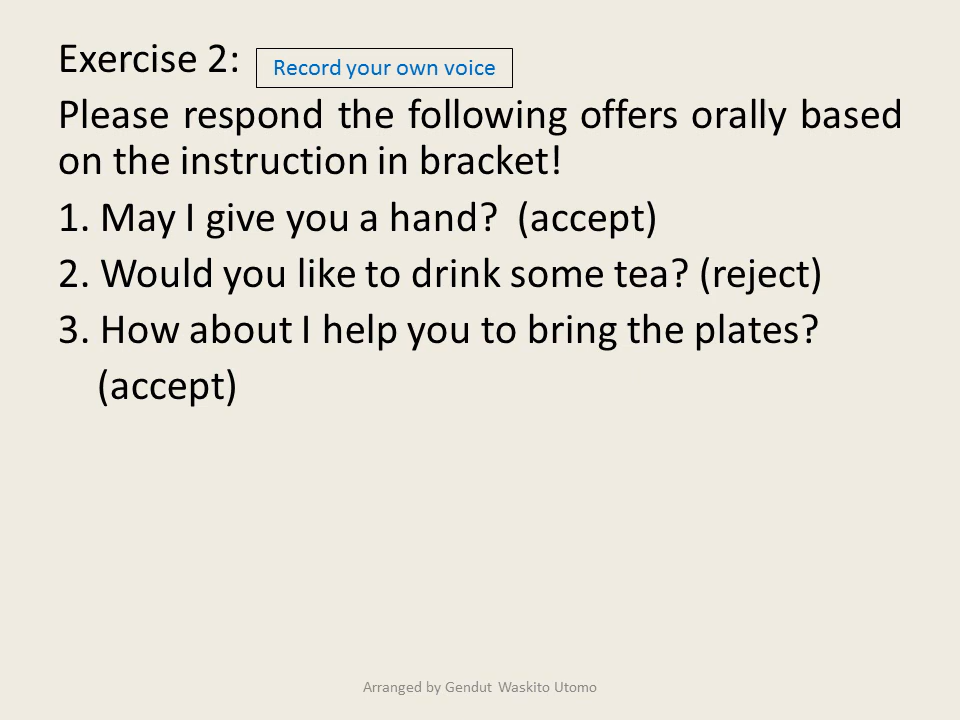 Exercise 2:
Record your own voice
Please respond the following offers orally based
on the instruction in bracket!
1. May I give you a hand?  (accept)
2. Would you like to drink some tea? (reject)
3. How about I help you to bring the plates?
(accept)
Arranged by Gendut Waskito Utomo